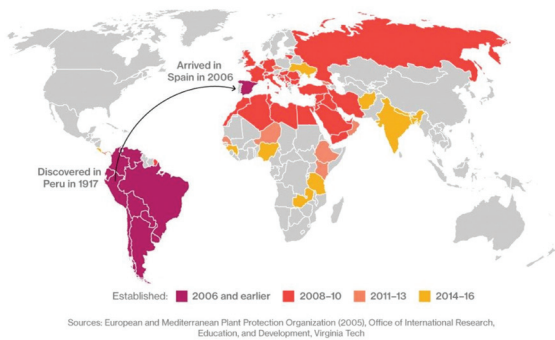 Arrived in
Spain in 2006
Discovered in
Peru in 1917
Established: 2006 and earlier 2008–10 2011–13 2014–16
Sources: European and Mediterranean Plant Protection Organization (2005), Office of International Research,
Education, and Development, Virginia Tech